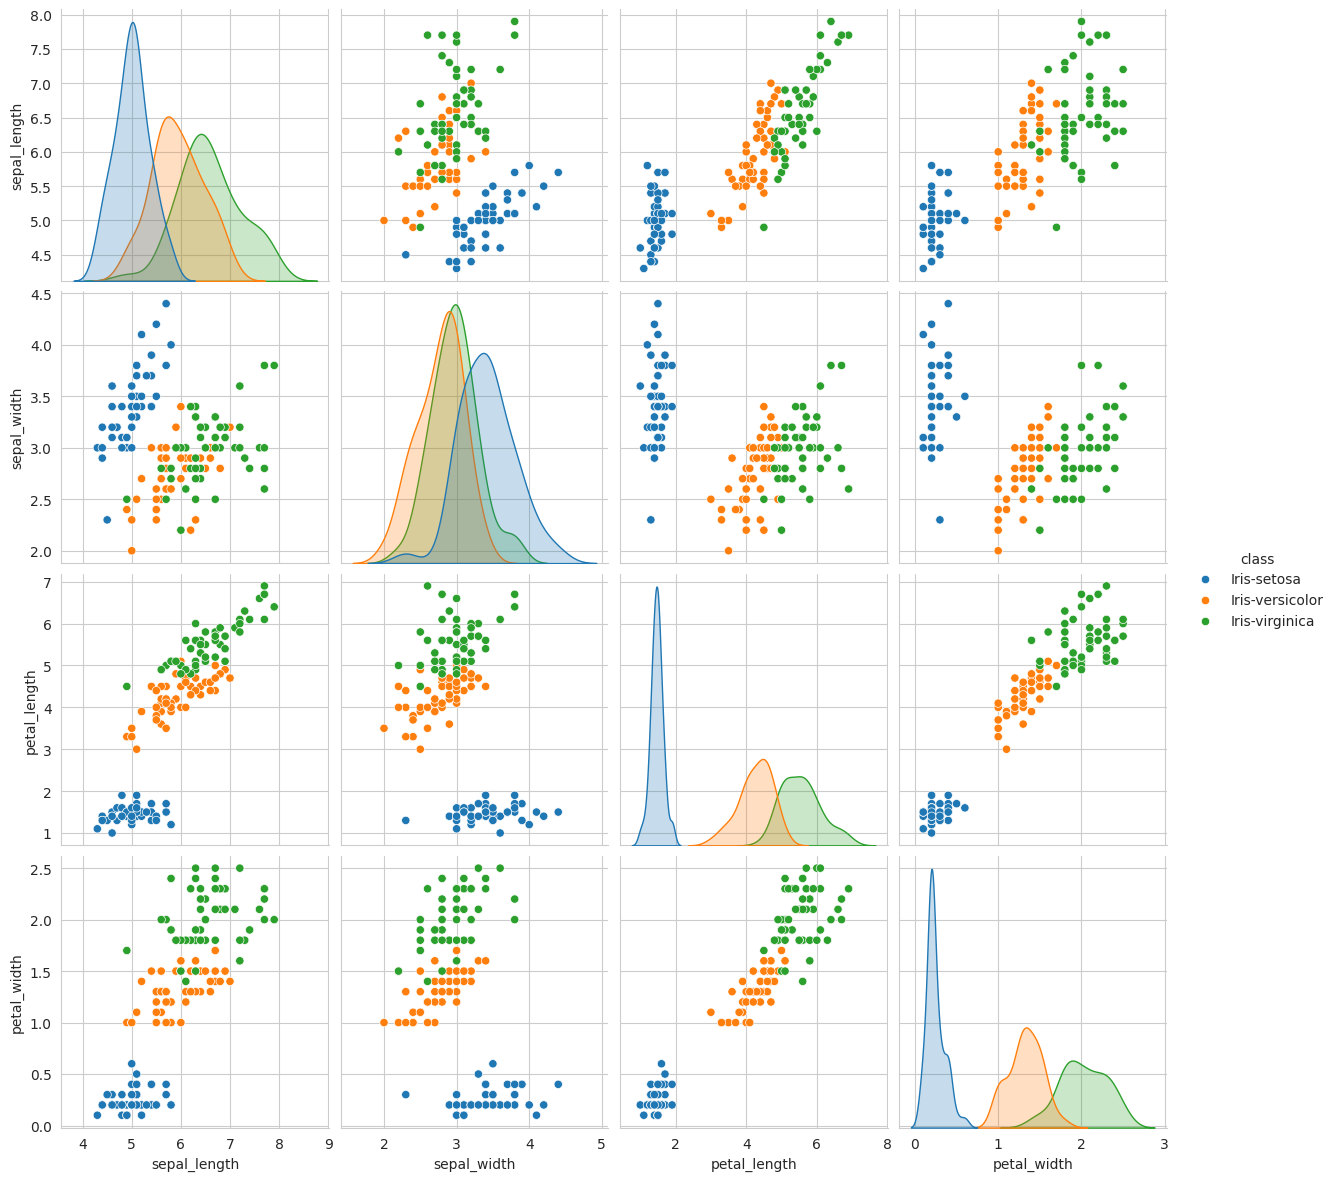 8.0
7.5
7.0
6.5
6.0
5.5
5.0
4.5
sepal_length
4.5
4.0
3.5
3.0
2.5
2.0
sepal_width
7
6
5
4
3
2
1
petal_length
2.5
2.0
1.5
1.0
0.5
0.0
petal_width
4 5 6 7 8 9
sepal_length
2 3 4 5
sepal_width
2 4 6 8
petal_length
0 1 2 3
petal_width
class
Iris-setosa
Iris-versicolor
Iris-virginica